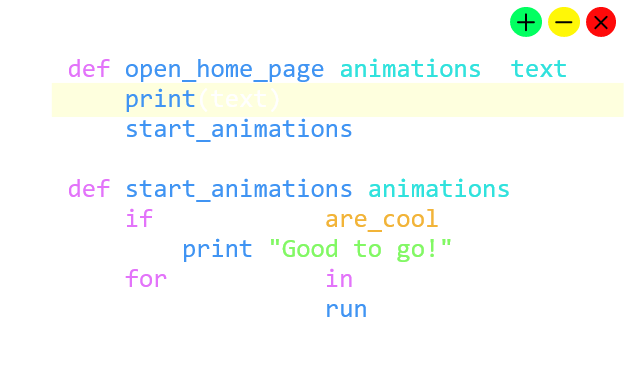 def open_home_page animations text
print(text)
start_animations
def start_animations animations
if are_cool
print "Good to go!"
for in
run